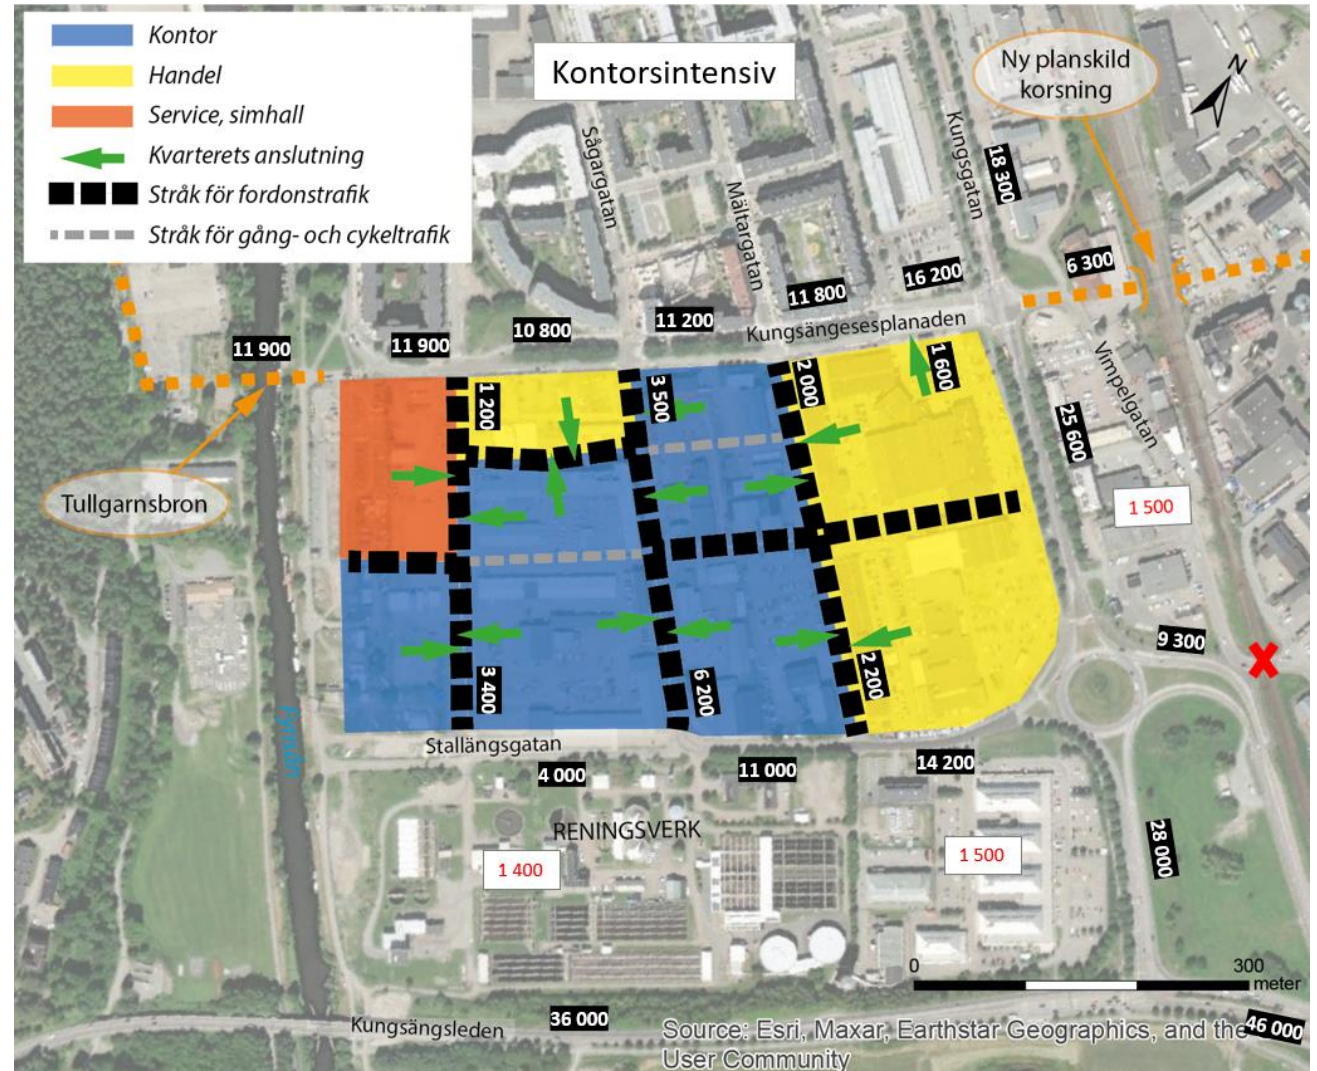 Kontor
Handel
Service, simhall
Kvarterets anslutning
Stråk för fordonstrafik
Stråk för gång- och cykeltrafik
Kontorsintensiv
Ny planskild
korsning
N
Sågargatan
Mältargatan
Kungsgatan
18 300
6 300
16 200
11 800
11 200
10 800
11 900
11 900
Kungsängesesplanaden
Vimpelgatan
1 200
3 500
2 000
1 600
25 600
Tullgarnsbron
1 500
9 300
3 400
6 200
2 200
Fyrisån
Stallängsgatan
4 000
11 000
14 200
RENINGSVERK
1 400
1 500
28 000
0
300
meter
Kungsängsleden
36 000
46 000
Source: Esri, Maxar, Earthstar Geographics, and the
User Community